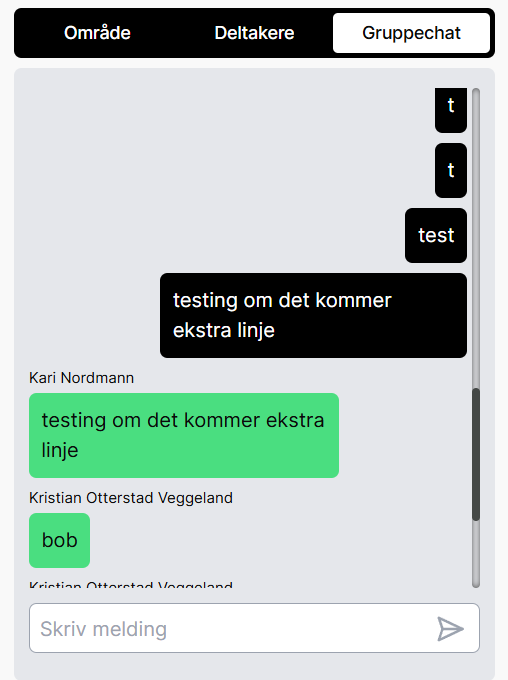 Område Deltakere Gruppechat
t
t
test
testing om det kommer
ekstra linje
Kari Nordmann
testing om det kommer ekstra
linje
Kristian Otterstad Veggeland
bob
Kristian Otterstad Veggeland
Skriv melding